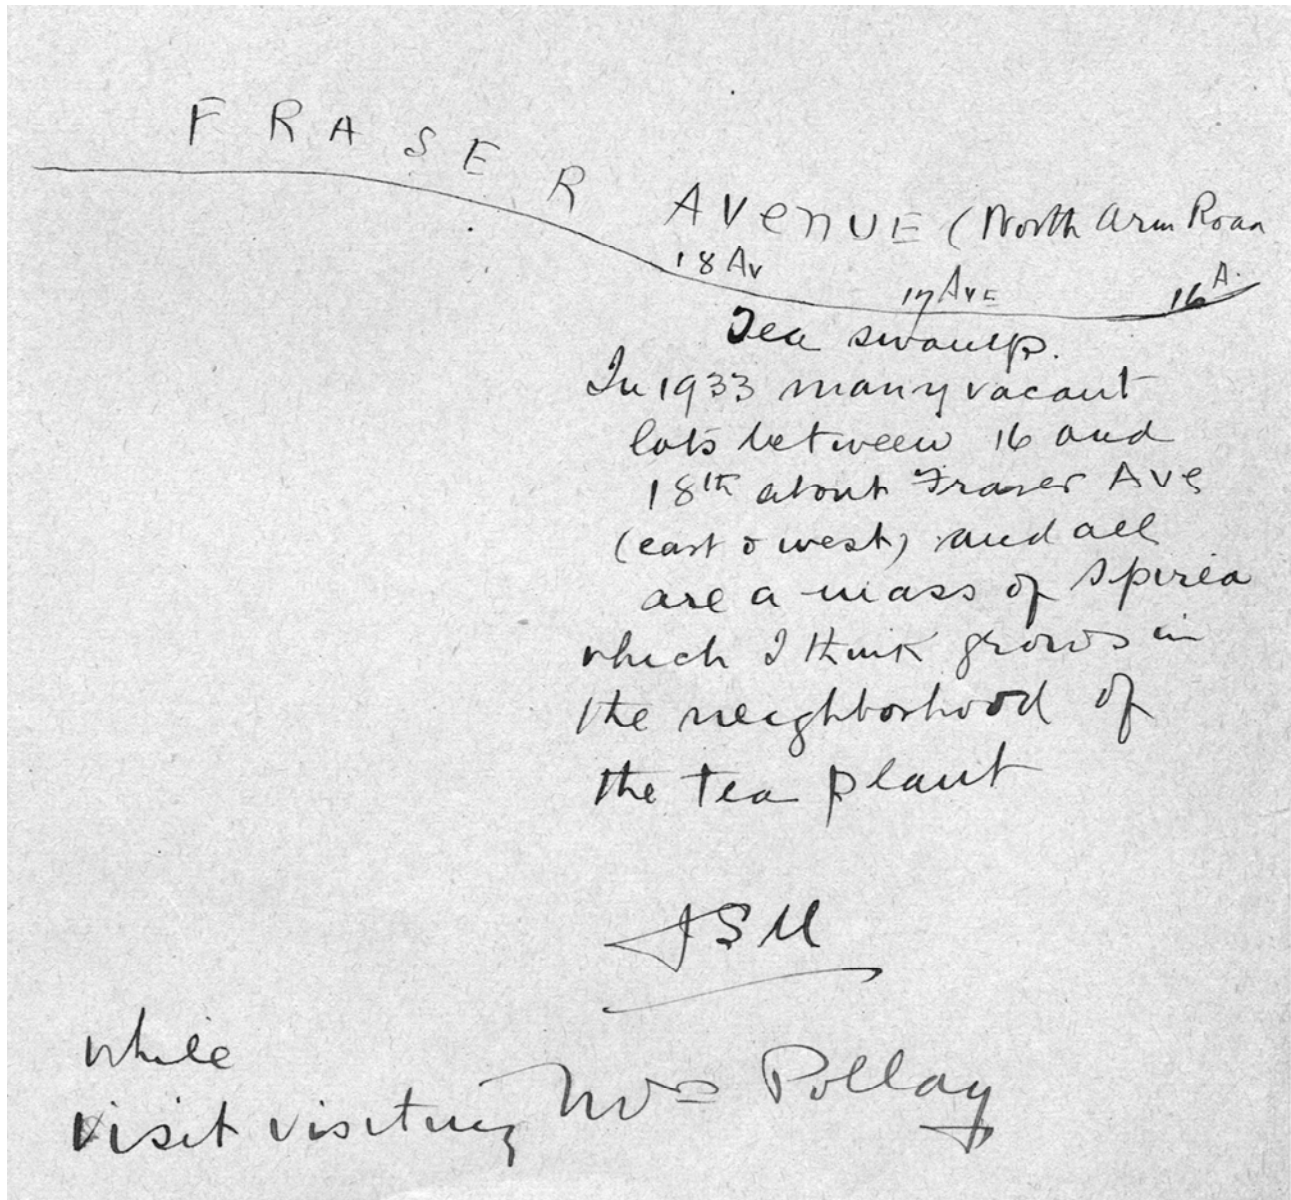 FRASER AVENUE (North Arm Road
18 Av 17 AVE 16 A.
Tea swamp.
In 1933 many vacant
lots between 16 and
18th about Fraser AVE
(east & west) and all
are a mass of spirea
which I think grows in
the neighborhood of
the tea plant
JSM
while
visit visiting Mrs Pollay